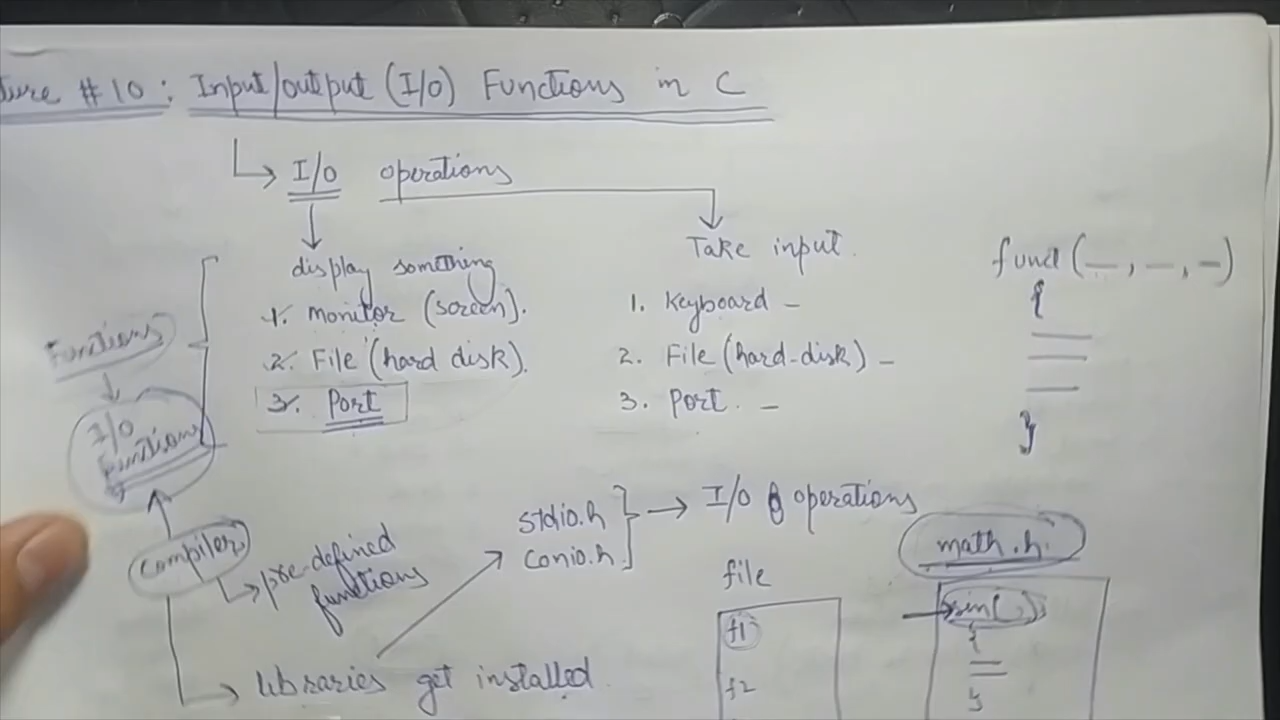 #10: Input/output (I/O) Functions in C
I/O operations
display something
1. Monitor (screen).
2. File (hard disk).
3. Port
Take input.
1. Keyboard -
2. File (hard-disk) -
3. Port. -
func(_, _, _)
{
}
Functions
I/O
Functions
Compiler
pre-defined
functions
libraries get installed
stdio.h
conio.h.
I/O operations
file
f1
f2
math.h.
sin( )
{
}